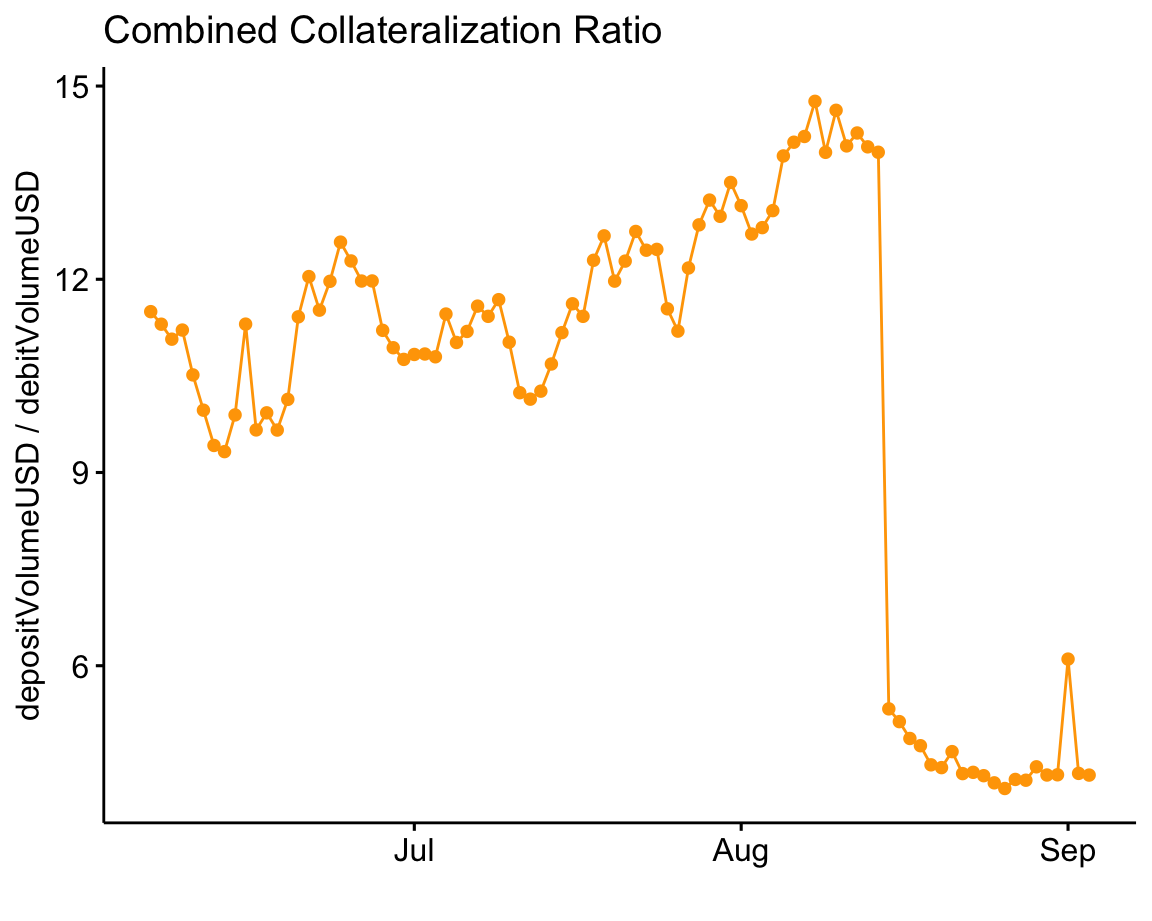 Combined Collateralization Ratio
depositVolumeUSD / debitVolumeUSD
15
12
9
6
Jul
Aug
Sep